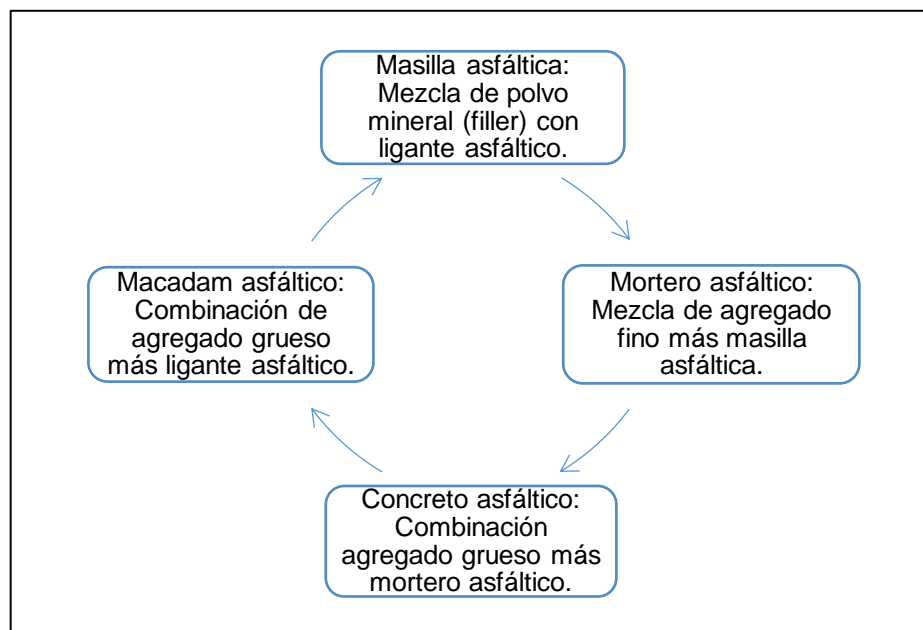 Masilla asfáltica:
Mezcla de polvo
mineral (filler) con
ligante asfáltico.
Mortero asfáltico:
Mezcla de agregado
fino más masilla
asfáltica.
Concreto asfáltico:
Combinación
agregado grueso más
mortero asfáltico.
Macadam asfáltico:
Combinación de
agregado grueso
más ligante asfáltico.